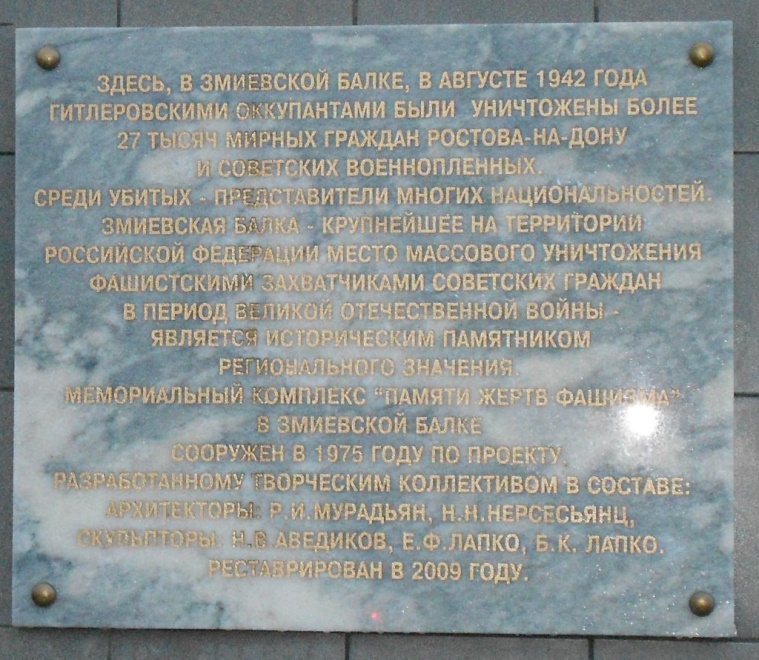 ЗДЕСЬ, В ЗМИЕВСКОЙ БАЛКЕ, В АВГУСТЕ 1942 ГОДА
ГИТЛЕРОВСКИМИ ОККУПАНТАМИ БЫЛИ УНИЧТОЖЕНЫ БОЛЕЕ
27 ТЫСЯЧ МИРНЫХ ГРАЖДАН РОСТОВА-НА-ДОНУ
И СОВЕТСКИХ ВОЕННОПЛЕННЫХ.
СРЕДИ УБИТЫХ - ПРЕДСТАВИТЕЛИ МНОГИХ НАЦИОНАЛЬНОСТЕЙ.
ЗМИЕВСКАЯ БАЛКА - КРУПНЕЙШЕЕ НА ТЕРРИТОРИИ
РОССИЙСКОЙ ФЕДЕРАЦИИ МЕСТО МАССОВОГО УНИЧТОЖЕНИЯ
ФАШИСТСКИМИ ЗАХВАТЧИКАМИ СОВЕТСКИХ ГРАЖДАН
В ПЕРИОД ВЕЛИКОЙ ОТЕЧЕСТВЕННОЙ ВОЙНЫ -
ЯВЛЯЕТСЯ ИСТОРИЧЕСКИМ ПАМЯТНИКОМ
РЕГИОНАЛЬНОГО ЗНАЧЕНИЯ.
МЕМОРИАЛЬНЫЙ КОМПЛЕКС "ПАМЯТИ ЖЕРТВ ФАШИЗМА"
В ЗМИЕВСКОЙ БАЛКЕ
СООРУЖЕН В 1975 ГОДУ ПО ПРОЕКТУ,
РАЗРАБОТАННОМУ ТВОРЧЕСКИМ КОЛЛЕКТИВОМ В СОСТАВЕ:
АРХИТЕКТОРЫ: Р.И.МУРАДЬЯН, Н.Н.НЕРСЕСЬЯНЦ,
СКУЛЬПТОРЫ: Н.В.АВЕДИКОВ, Е.Ф.ЛАПКО, Б.К. ЛАПКО.
РЕСТАВРИРОВАН В 2009 ГОДУ.